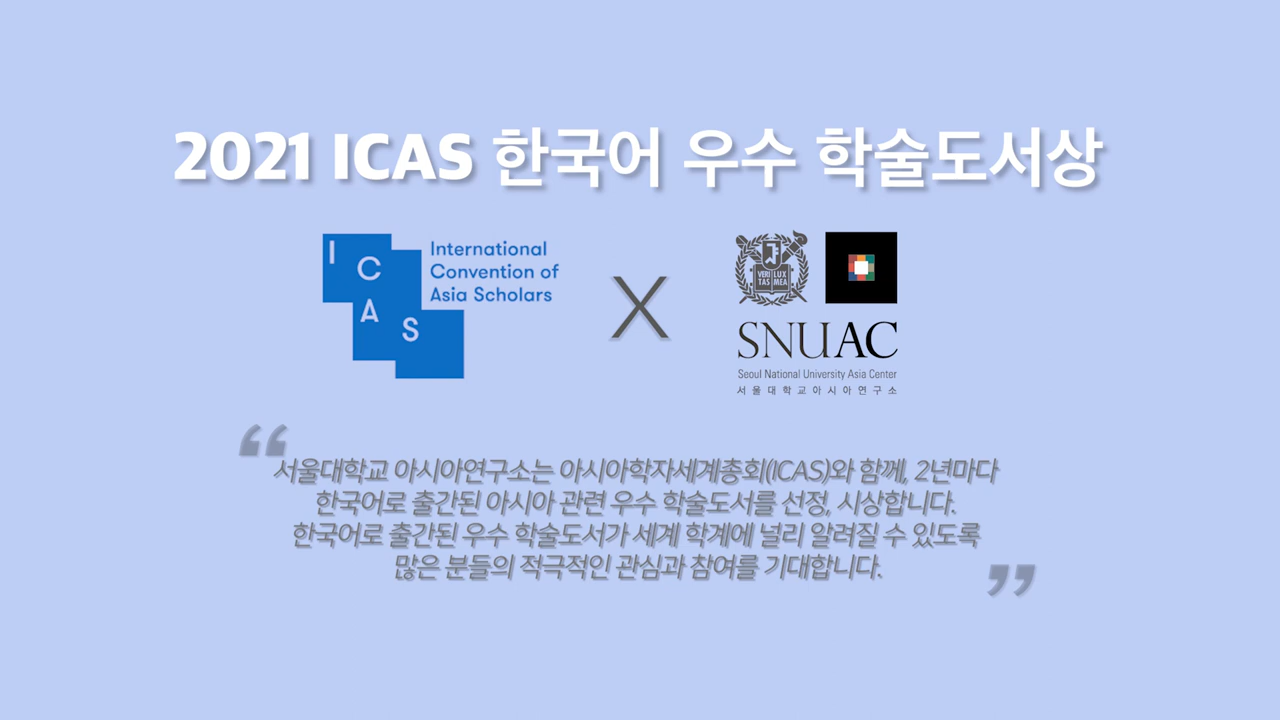 2021 ICAS 한국어 우수 학술도서상
I
C
A
S
International
Convention of
Asia Scholars
X
VERI LUX
TAS MEA
SNUAC
Seoul National University Asia Center
서울대학교아시아연구소
“서울대학교 아시아연구소는 아시아학자세계총회(ICAS)와 함께, 2년마다
한국어로 출간된 아시아 관련 우수 학술도서를 선정, 시상합니다.
한국어로 출간된 우수 학술도서가 세계 학계에 널리 알려질 수 있도록
많은 분들의 적극적인 관심과 참여를 기대합니다.”